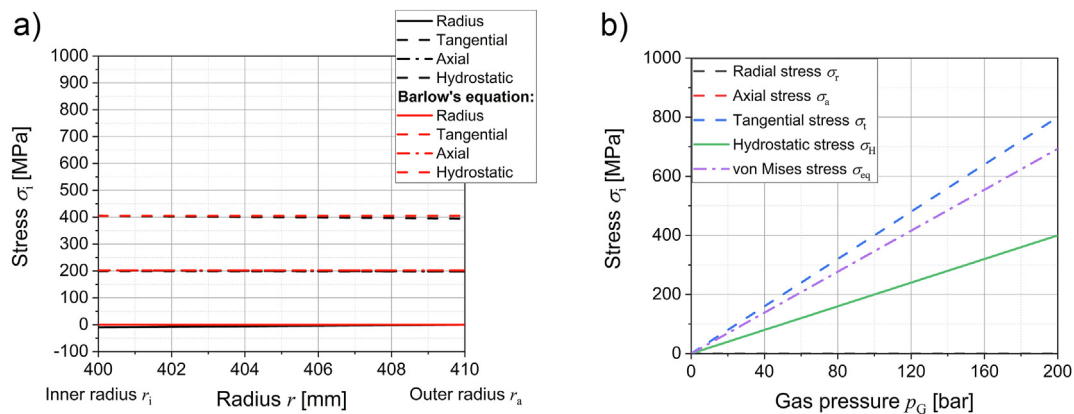 a)
Radius
Tangential
Axial
Hydrostatic
Barlow's equation:
Radius
Tangential
Axial
Hydrostatic
Stress σi [MPa]
1000
900
800
700
600
500
400
300
200
100
0
-100
400
402
404
406
408
410
Inner radius ri
Radius r [mm]
Outer radius ra
b)
Radial stress σr
Axial stress σa
Tangential stress σt
Hydrostatic stress σH
von Mises stress σeq
Stress σi [MPa]
1000
800
600
400
200
0
0
40
80
120
160
200
Gas pressure pG [bar]